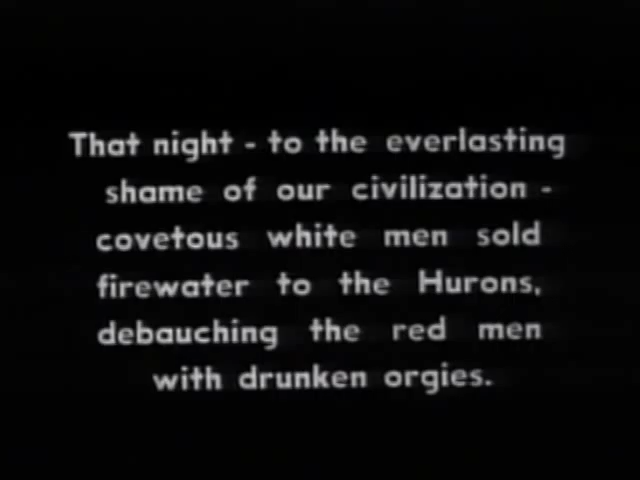 That night - to the everlasting
shame of our civilization -
covetous white men sold
firewater to the Hurons,
debauching the red men
with drunken orgies.